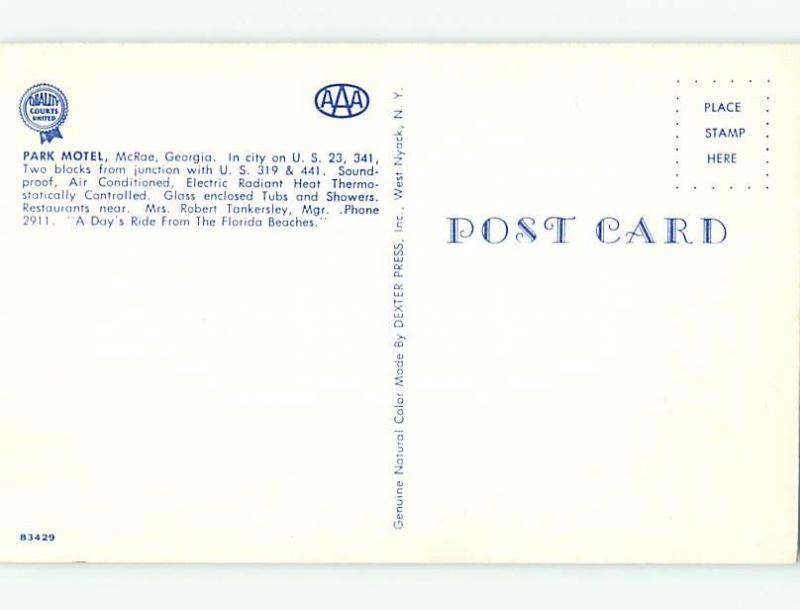 QUALITY
COURTS
UNITED
AAA
PARK MOTEL, McRae, Georgia. In city on U. S. 23, 341,
Two blocks from junction with U. S. 319 & 441. Sound-
proof, Air Conditioned, Electric Radiant Heat Thermo-
statically Controlled. Glass enclosed Tubs and Showers.
Restaurants near. Mrs. Robert Tankersley, Mgr. .Phone
2911. "A Day's Ride From The Florida Beaches."
83429
Genuine Natural Color Made By DEXTER PRESS, Inc., West Nyack, N. Y.
PLACE
STAMP
HERE
POST CARD